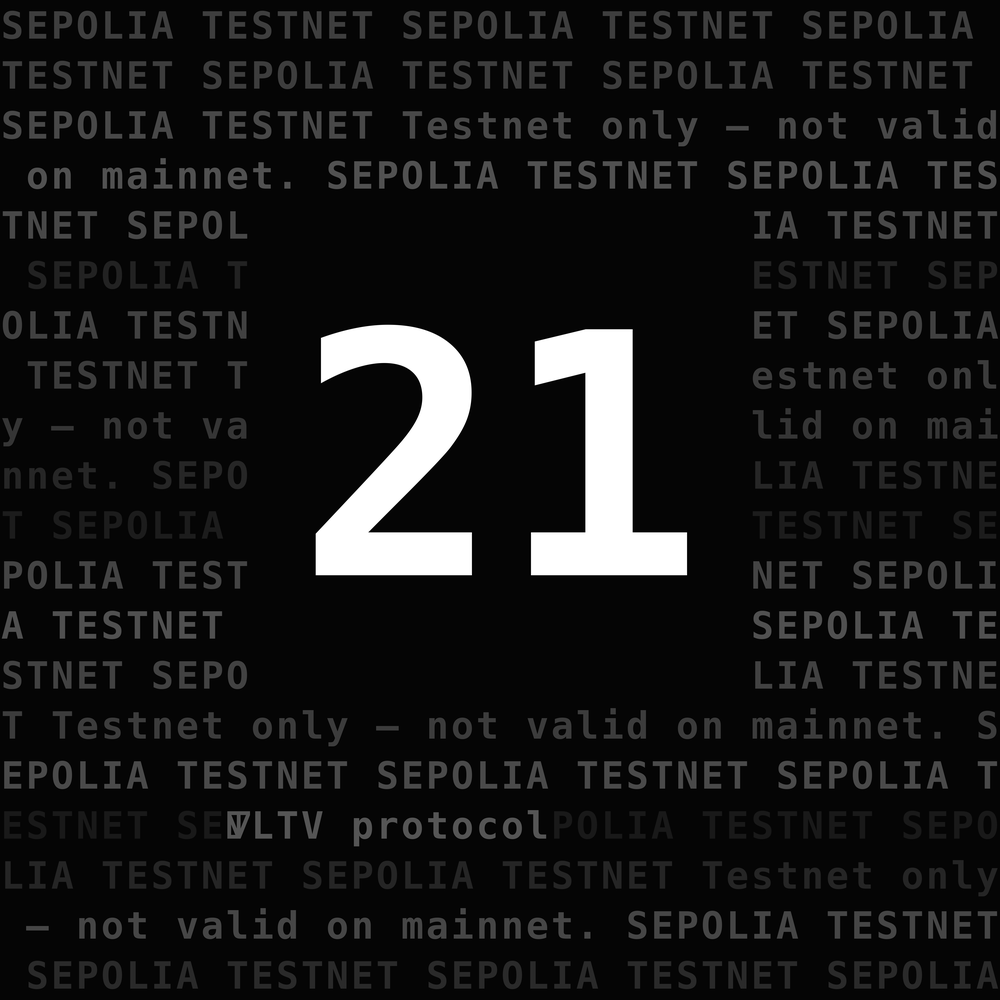 SEPOLIA TESTNET SEPOLIA TESTNET SEPOLIA
TESTNET SEPOLIA TESTNET SEPOLIA TESTNET
SEPOLIA TESTNET Testnet only — not valid
on mainnet. SEPOLIA TESTNET SEPOLIA TES
TNET SEPOL IA TESTNET
SEPOLIA T ESTNET SEP
OLIA TESTN ET SEPOLIA
TESTNET T estnet onl
y — not va lid on mai
nnet. SEPO LIA TESTNE
T SEPOLIA TESTNET SE
POLIA TEST NET SEPOLI
A TESTNET SEPOLIA TE
STNET SEPO LIA TESTNE
21
T Testnet only — not valid on mainnet. S
EPOLIA TESTNET SEPOLIA TESTNET SEPOLIA T
ESTNET SE VLTV protocol POLIA TESTNET SEPO
LIA TESTNET SEPOLIA TESTNET Testnet only
— not valid on mainnet. SEPOLIA TESTNET
SEPOLIA TESTNET SEPOLIA TESTNET SEPOLIA